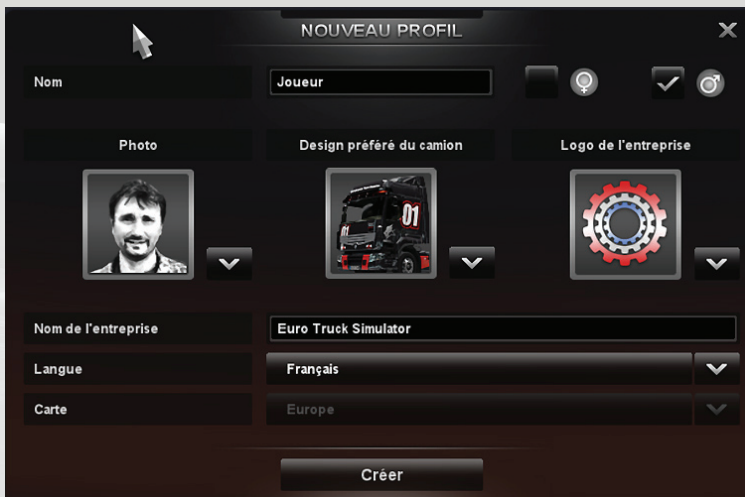 NOUVEAU PROFIL
Nom
Joueur
Photo
Design préféré du camion
Logo de l'entreprise
01
01
Nom de l'entreprise
Euro Truck Simulator
Langue
Français
Carte
Europe
Créer